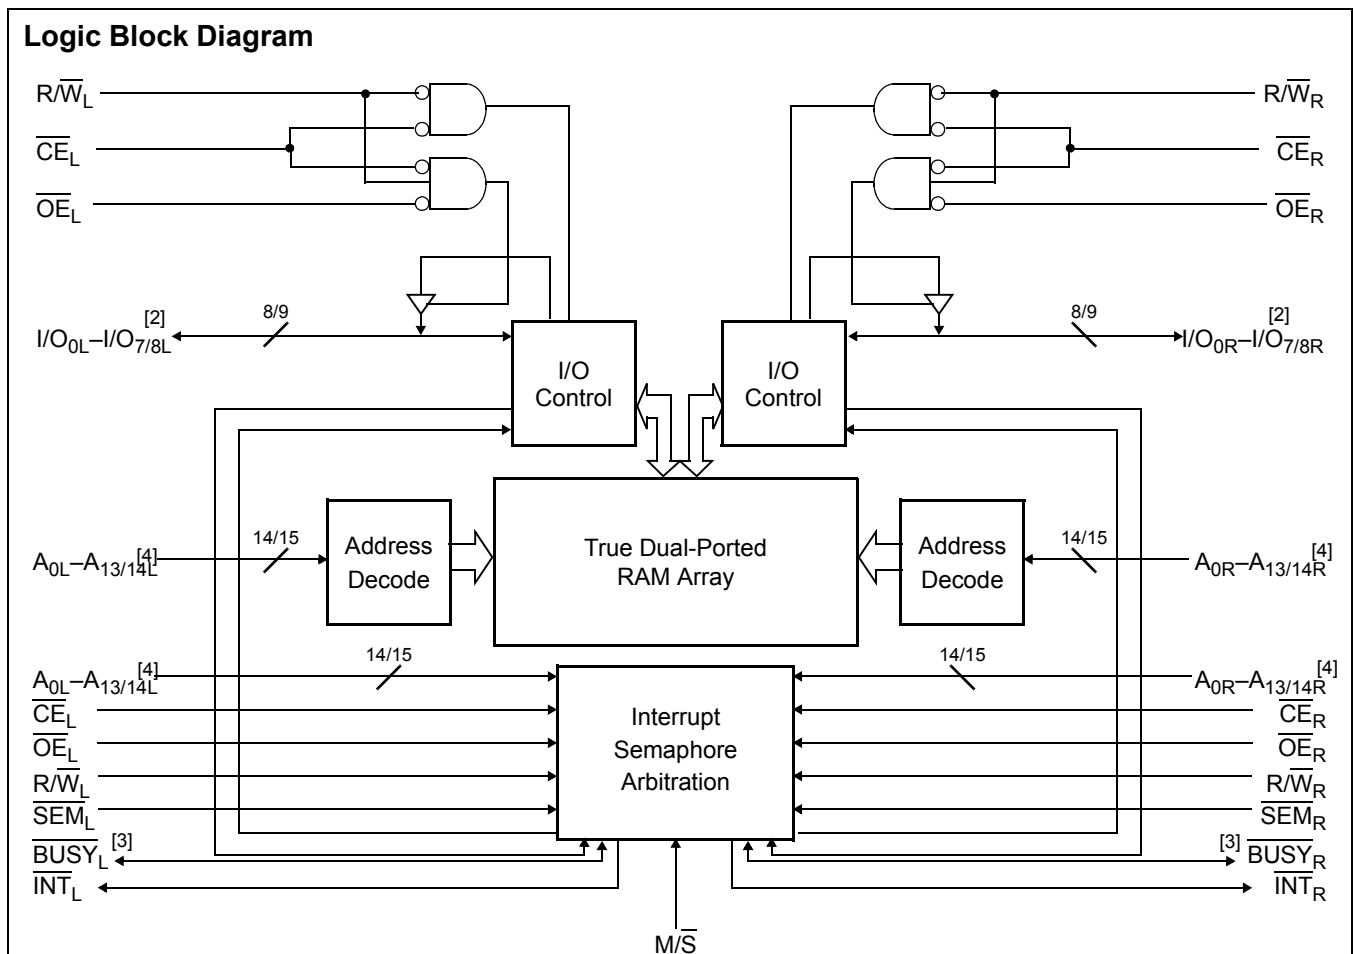 Logic Block Diagram
R/W̅L
R/W̅R
C̅E̅L
C̅E̅R
O̅E̅L
O̅E̅R
I/O0L–I/O7/8L [2]
8/9
8/9
I/O0R–I/O7/8R [2]
I/O
Control
I/O
Control
A0L–A13/14L [4]
14/15
Address
Decode
True Dual-Ported
RAM Array
Address
Decode
14/15
A0R–A13/14R [4]
A0L–A13/14L [4]
14/15
14/15
A0R–A13/14R [4]
C̅E̅L
O̅E̅L
R/W̅L
S̅E̅M̅L
Interrupt
Semaphore
Arbitration
C̅E̅R
O̅E̅R
R/W̅R
S̅E̅M̅R
B̅U̅S̅Y̅L [3]
[3] B̅U̅S̅Y̅R
I̅N̅T̅L
I̅N̅T̅R
M/S̅